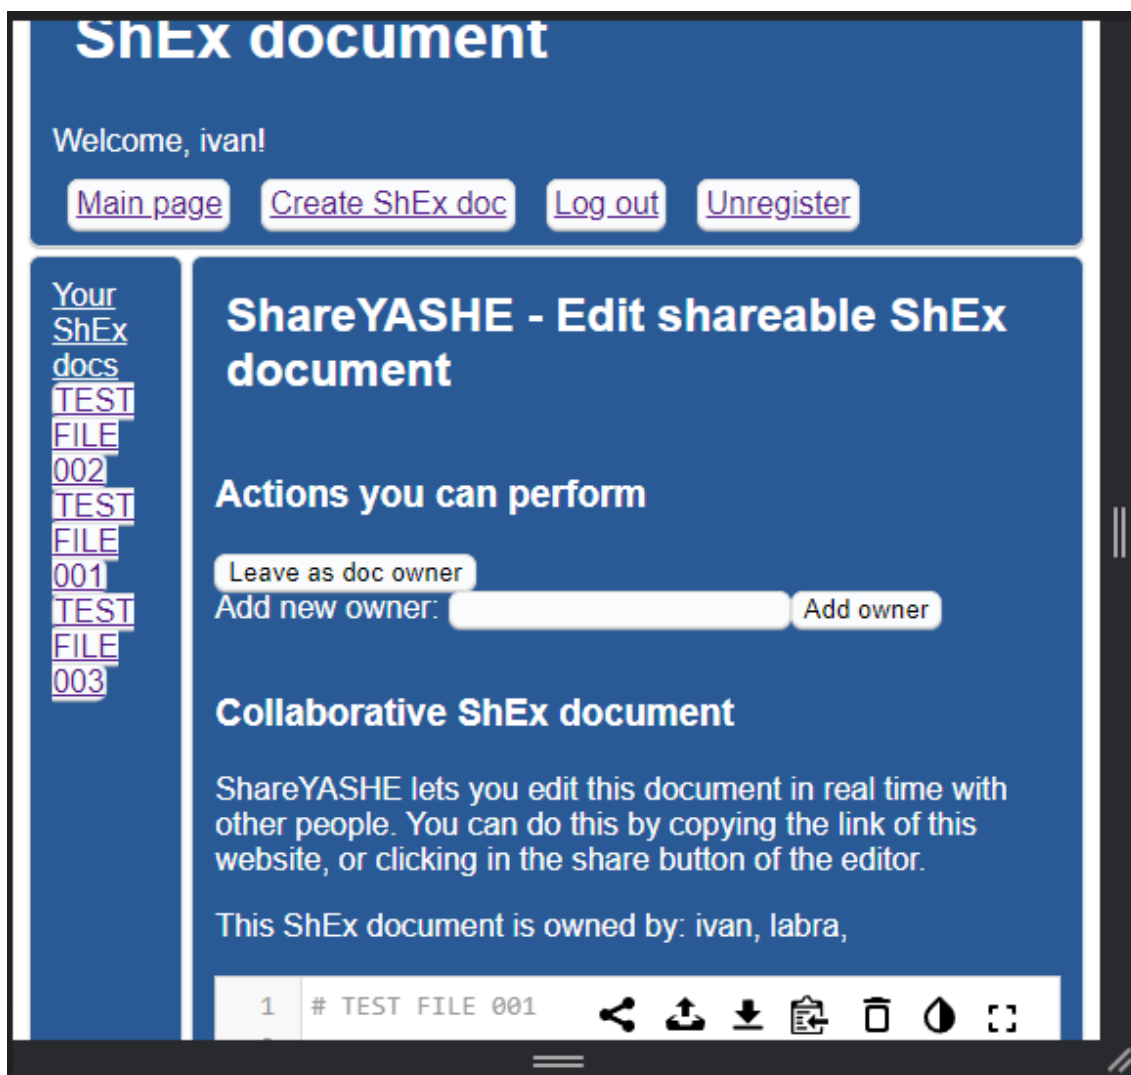 ShEx document
Welcome, ivan!
Main page Create ShEx doc Log out Unregister
Your
ShEx
docs
TEST
FILE
002
TEST
FILE
001
TEST
FILE
003
ShareYASHE - Edit shareable ShEx
document
Actions you can perform
Leave as doc owner
Add new owner: Add owner
Collaborative ShEx document
ShareYASHE lets you edit this document in real time with
other people. You can do this by copying the link of this
website, or clicking in the share button of the editor.
This ShEx document is owned by: ivan, labra,
1 # TEST FILE 001